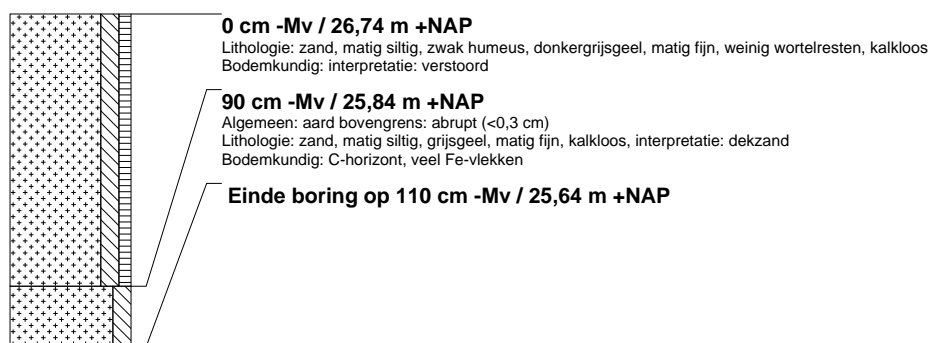 0 cm -Mv / 26,74 m +NAP
Lithologie: zand, matig siltig, zwak humeus, donkergrijsgeel, matig fijn, weinig wortelresten, kalkloos
Bodemkundig: interpretatie: verstoord
90 cm -Mv / 25,84 m +NAP
Algemeen: aard bovengrens: abrupt (<0,3 cm)
Lithologie: zand, matig siltig, grijsgeel, matig fijn, kalkloos, interpretatie: dekzand
Bodemkundig: C-horizont, veel Fe-vlekken
Einde boring op 110 cm -Mv / 25,64 m +NAP